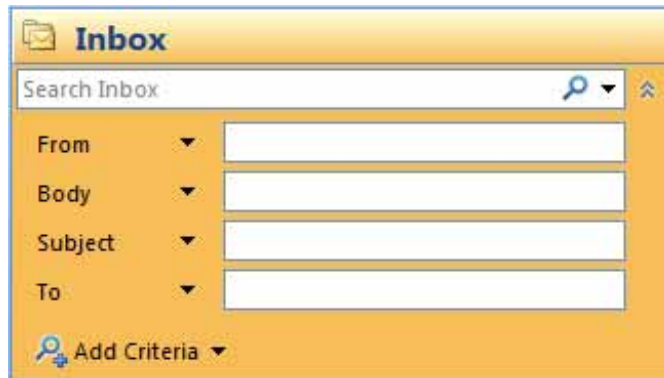 Inbox
Search Inbox
From
Body
Subject
To
Add Criteria